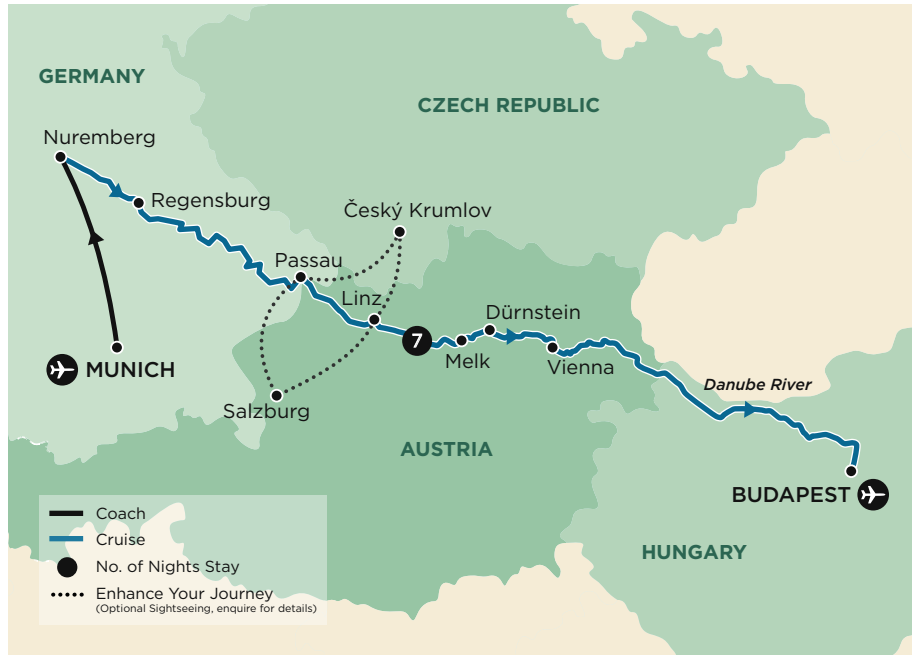 GERMANY
CZECH REPUBLIC
Nuremberg
Regensburg
Český Krumlov
Passau
Linz
Dürnstein
7
Melk
Vienna
MUNICH
Danube River
Salzburg
AUSTRIA
BUDAPEST
HUNGARY
Coach
Cruise
No. of Nights Stay
Enhance Your Journey
(Optional Sightseeing, enquire for details)